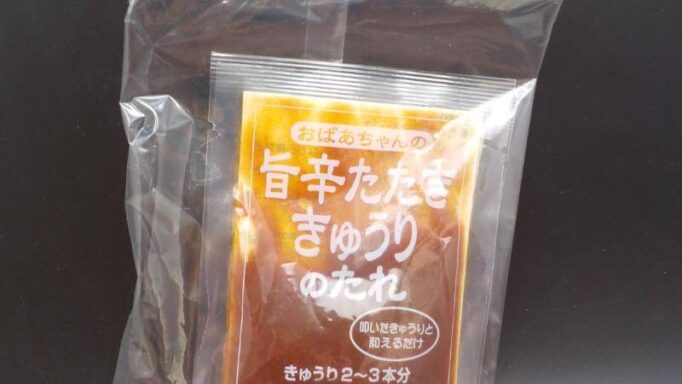 おばあちゃんの
旨辛たたき
きゅうり
のたれ
叩いたきゅうりと
和えるだけ
きゅうり2〜3本分